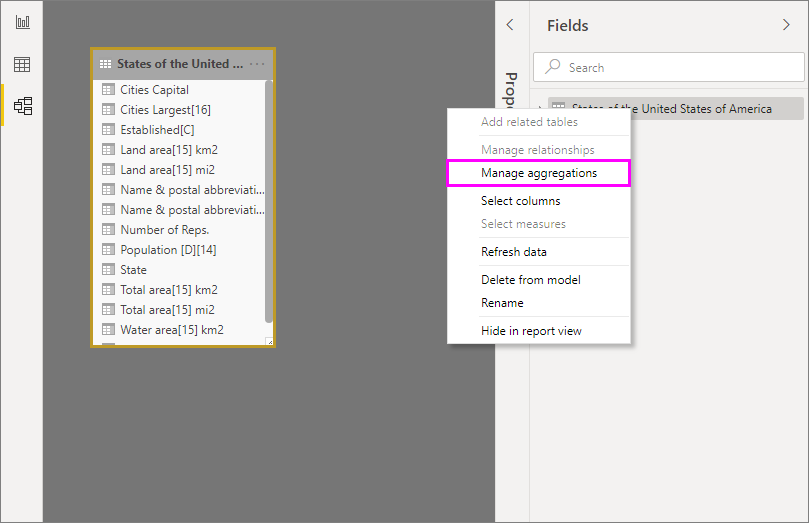 States of the United ...
Cities Capital
Cities Largest[16]
Established[C]
Land area[15] km2
Land area[15] mi2
Name & postal abbreviati...
Name & postal abbreviati...
Number of Reps.
Population [D][14]
State
Total area[15] km2
Total area[15] mi2
Water area[15] km2
Prope
Fields
Search
States of the United States of America
Add related tables
Manage relationships
Manage aggregations
Select columns
Select measures
Refresh data
Delete from model
Rename
Hide in report view